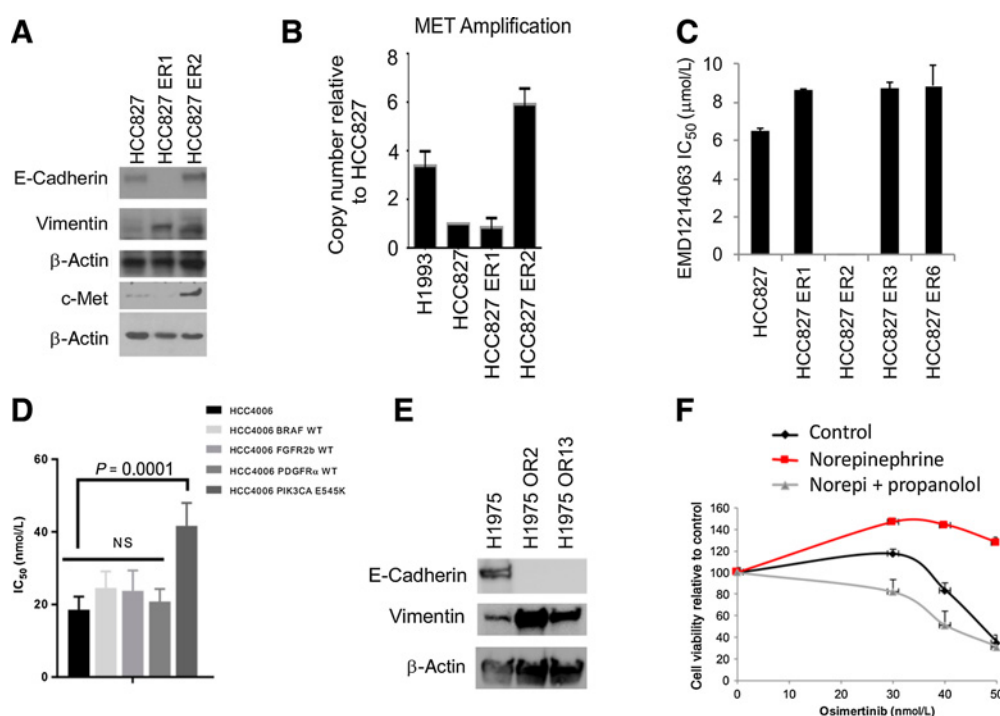 A
HCC827
HCC827 ER1
HCC827 ER2
E-Cadherin
Vimentin
β-Actin
c-Met
β-Actin
B
MET Amplification
Copy number relative
to HCC827
8
6
4
2
0
H1993
HCC827
HCC827 ER1
HCC827 ER2
C
EMD1214063 IC50 (μmol/L)
10
8
6
4
2
0
HCC827
HCC827 ER1
HCC827 ER2
HCC827 ER3
HCC827 ER6
D
HCC4006
HCC4006 BRAF WT
HCC4006 FGFR2b WT
HCC4006 PDGFRα WT
HCC4006 PIK3CA E545K
IC50 (nmol/L)
60
40
20
0
P = 0.0001
NS
E
H1975
H1975 OR2
H1975 OR13
E-Cadherin
Vimentin
β-Actin
F
Control
Norepinephrine
Norepi + propanolol
Cell viability relative to control
160
140
120
100
80
60
40
20
0
0 10 20 30 40 50
Osimertinib (nmol/L)